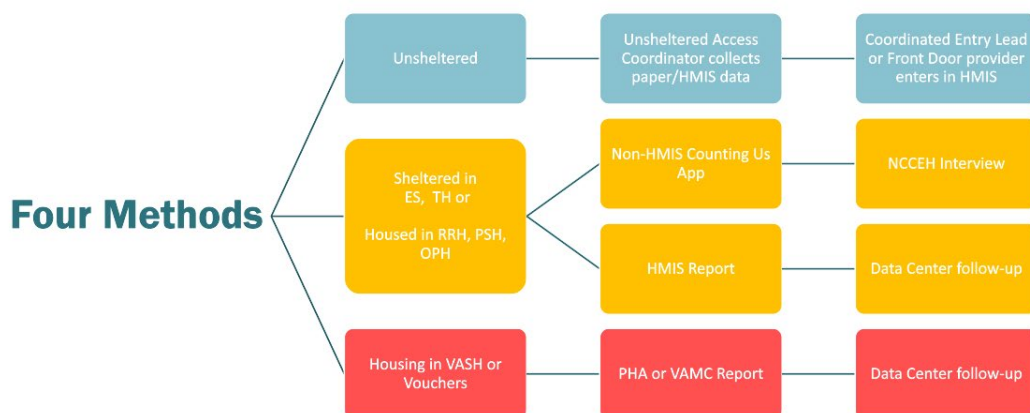 Four Methods
Unsheltered
Unsheltered Access
Coordinator collects
paper/HMIS data
Coordinated Entry Lead
or Front Door provider
enters in HMIS
Sheltered in
ES, TH or
Housed in RRH, PSH,
OPH
Non-HMIS Counting Us
App
NCCEH Interview
HMIS Report
Data Center follow-up
Housing in VASH or
Vouchers
PHA or VAMC Report
Data Center follow-up